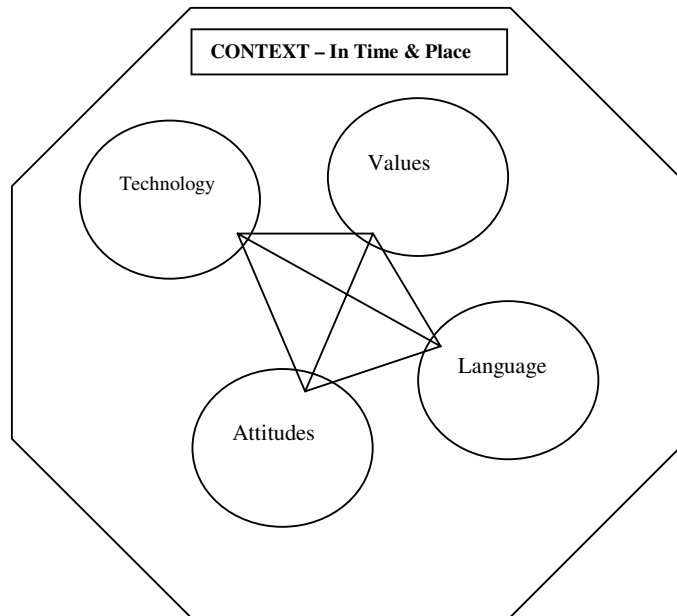 CONTEXT – In Time & Place
Values
Technology
Language
Attitudes